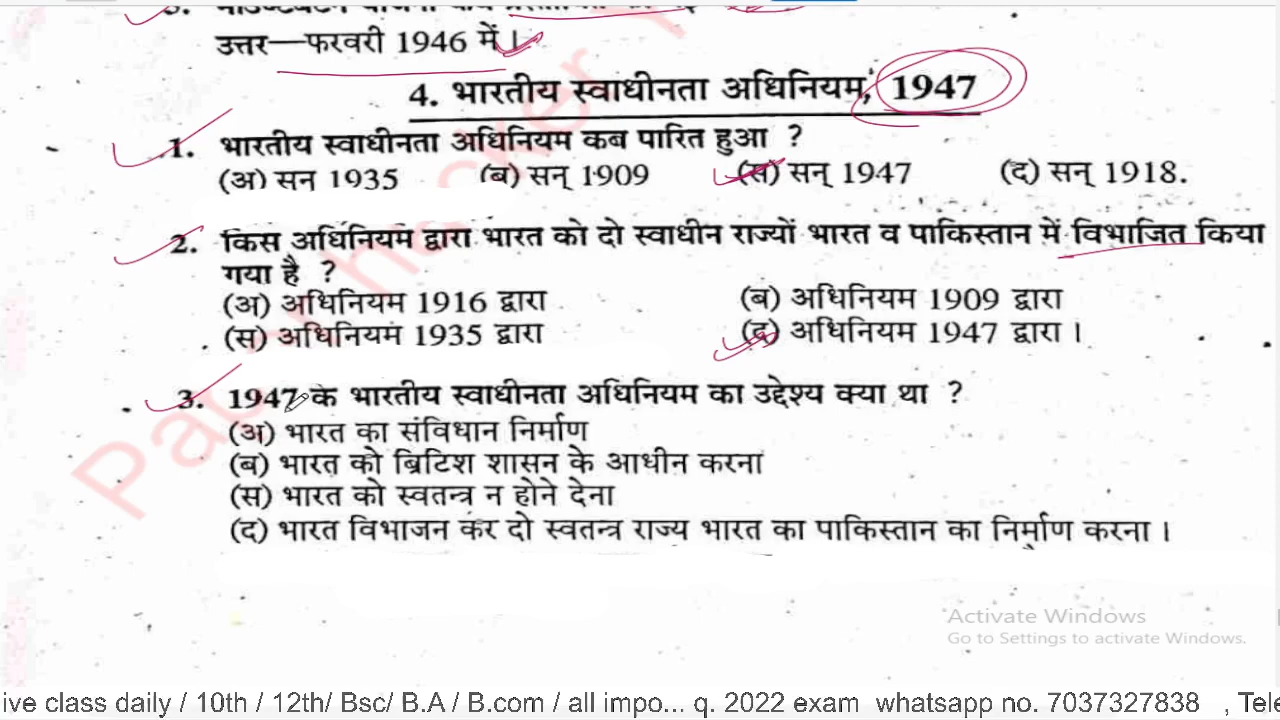 उत्तर—फरवरी 1946 में।
4. भारतीय स्वाधीनता अधिनियम, 1947
1. भारतीय स्वाधीनता अधिनियम कब पारित हुआ ?
(अ) सन 1935 (ब) सन् 1909 (स) सन् 1947 (द) सन् 1918.
2. किस अधिनियम द्वारा भारत को दो स्वाधीन राज्यों भारत व पाकिस्तान में विभाजित किया
गया है ?
(अ) अधिनियम 1916 द्वारा (ब) अधिनियम 1909 द्वारा
(स) अधिनियम 1935 द्वारा (द) अधिनियम 1947 द्वारा ।
3. 1947 के भारतीय स्वाधीनता अधिनियम का उद्देश्य क्या था ?
(अ) भारत का संविधान निर्माण
(ब) भारत को ब्रिटिश शासन के आधीन करना
(स) भारत को स्वतन्त्र न होने देना
(द) भारत विभाजन कर दो स्वतन्त्र राज्य भारत का पाकिस्तान का निर्माण करना ।
Activate Windows
Go to Settings to activate Windows.
ive class daily / 10th / 12th/ Bsc/ B.A / B.com / all impo... q. 2022 exam whatsapp no. 7037327838 , Tele